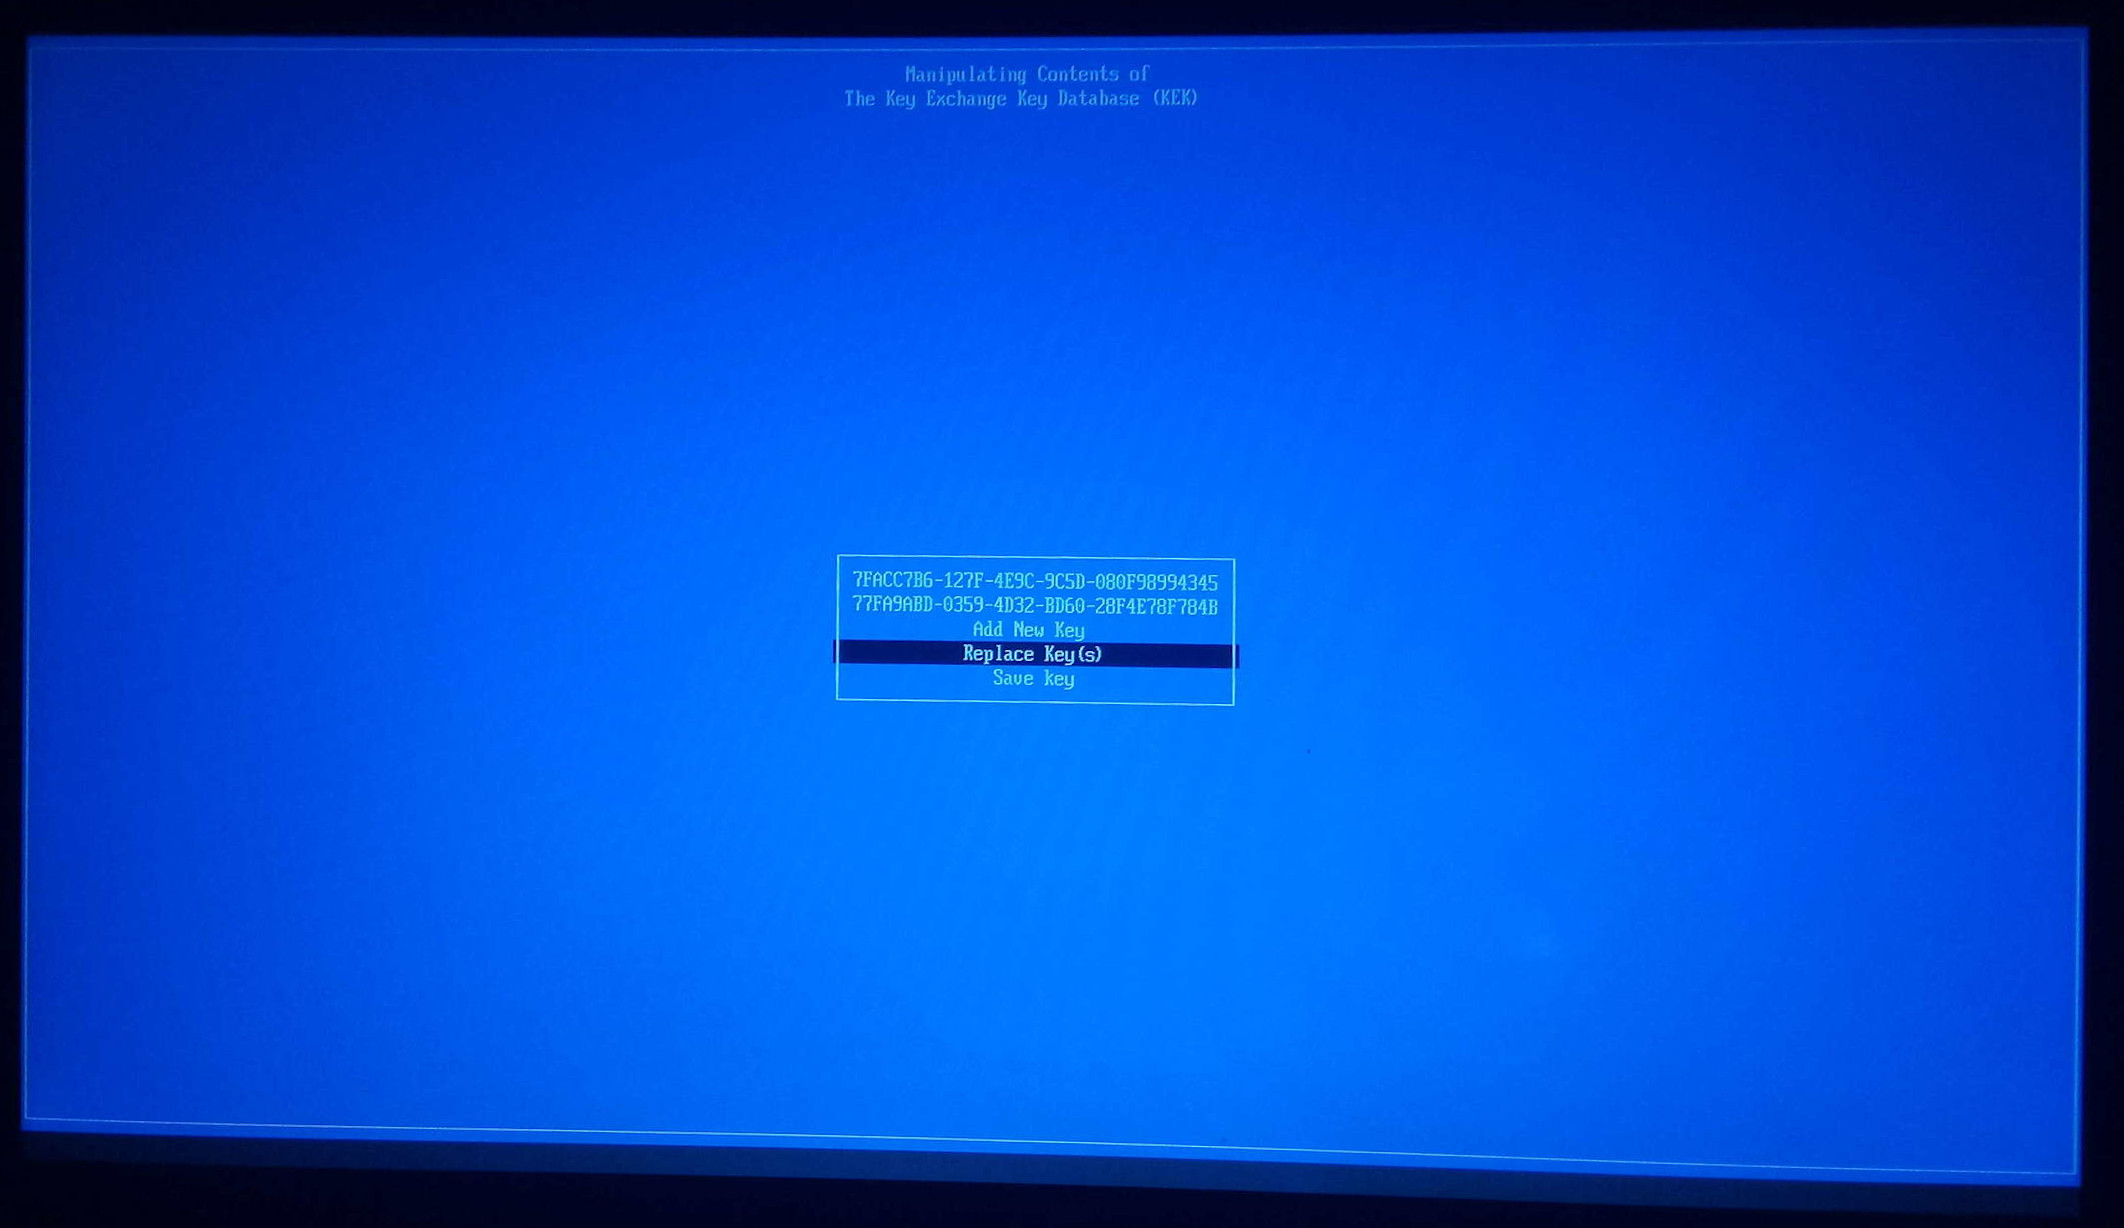 Manipulating Contents of
The Key Exchange Key Database (KEK)
7FACC7B6-127F-4E9C-9C5D-080F98994345
77FA9ABD-0359-4D32-BD60-28F4E78F784B
Add New Key
Replace Key(s)
Save key